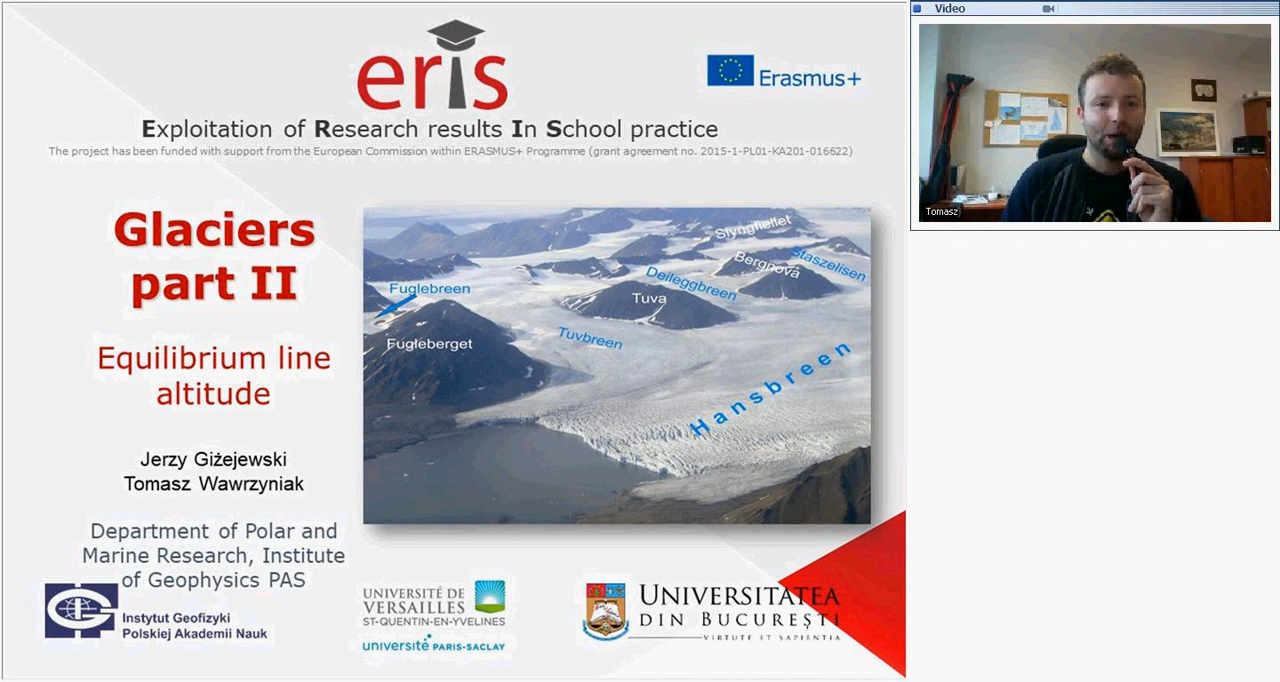 eris
Erasmus+
Exploitation of Research results In School practice
The project has been funded with support from the European Commission within ERASMUS+ Programme (grant agreement no. 2015-1-PL01-KA201-016622)
Glaciers
part II
Equilibrium line
altitude
Jerzy Giżejewski
Tomasz Wawrzyniak
Department of Polar and
Marine Research, Institute
of Geophysics PAS
Slyngfjellet
Staszelisen
Bergnova
Deileggbreen
Fuglebreen
Tuva
Tuvbreen
Fugleberget
Hansbreen
Instytut Geofizyki
Polskiej Akademii Nauk
UNIVERSITÉ DE
VERSAILLES
ST-QUENTIN-EN-YVELINES
université PARIS-SACLAY
UNIVERSITATEA
DIN BUCUREȘTI
VIRTUTE ET SAPIENTIA
Video
Tomasz